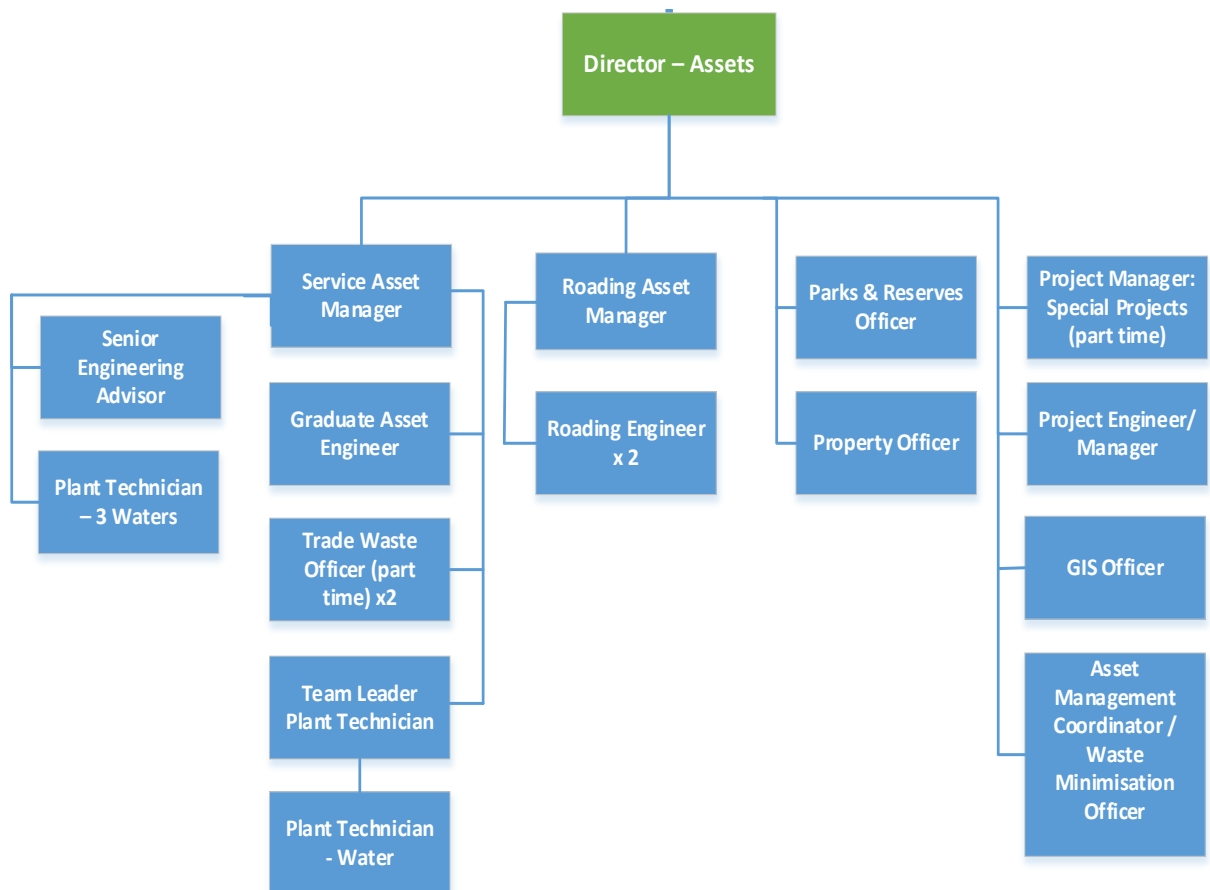 Director – Assets
Service Asset
Manager
Roading Asset
Manager
Parks & Reserves
Officer
Project Manager:
Special Projects
(part time)
Senior
Engineering
Advisor
Graduate Asset
Engineer
Roading Engineer
x 2
Property Officer
Project Engineer/
Manager
Plant Technician
– 3 Waters
Trade Waste
Officer (part
time) x2
GIS Officer
Team Leader
Plant Technician
Asset
Management
Coordinator /
Waste
Minimisation
Officer
Plant Technician
- Water